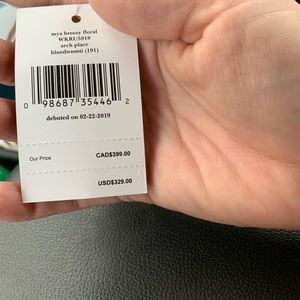 mya breezy floral
WKRU5818
arch place
bluedwnmti (191)
0 98687 35446 2
debuted on 02-22-2019
Our Price CAD$399.00
USD$329.00